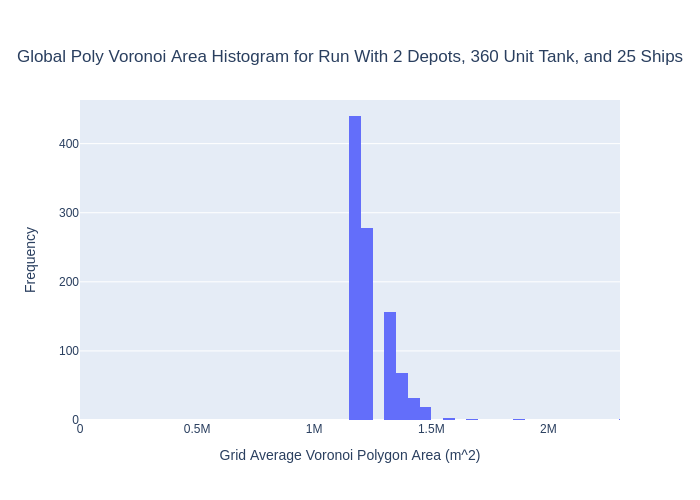 Global Poly Voronoi Area Histogram for Run With 2 Depots, 360 Unit Tank, and 25 Ships
400
300
200
100
0
Frequency
0 0.5M 1M 1.5M 2M
Grid Average Voronoi Polygon Area (m^2)